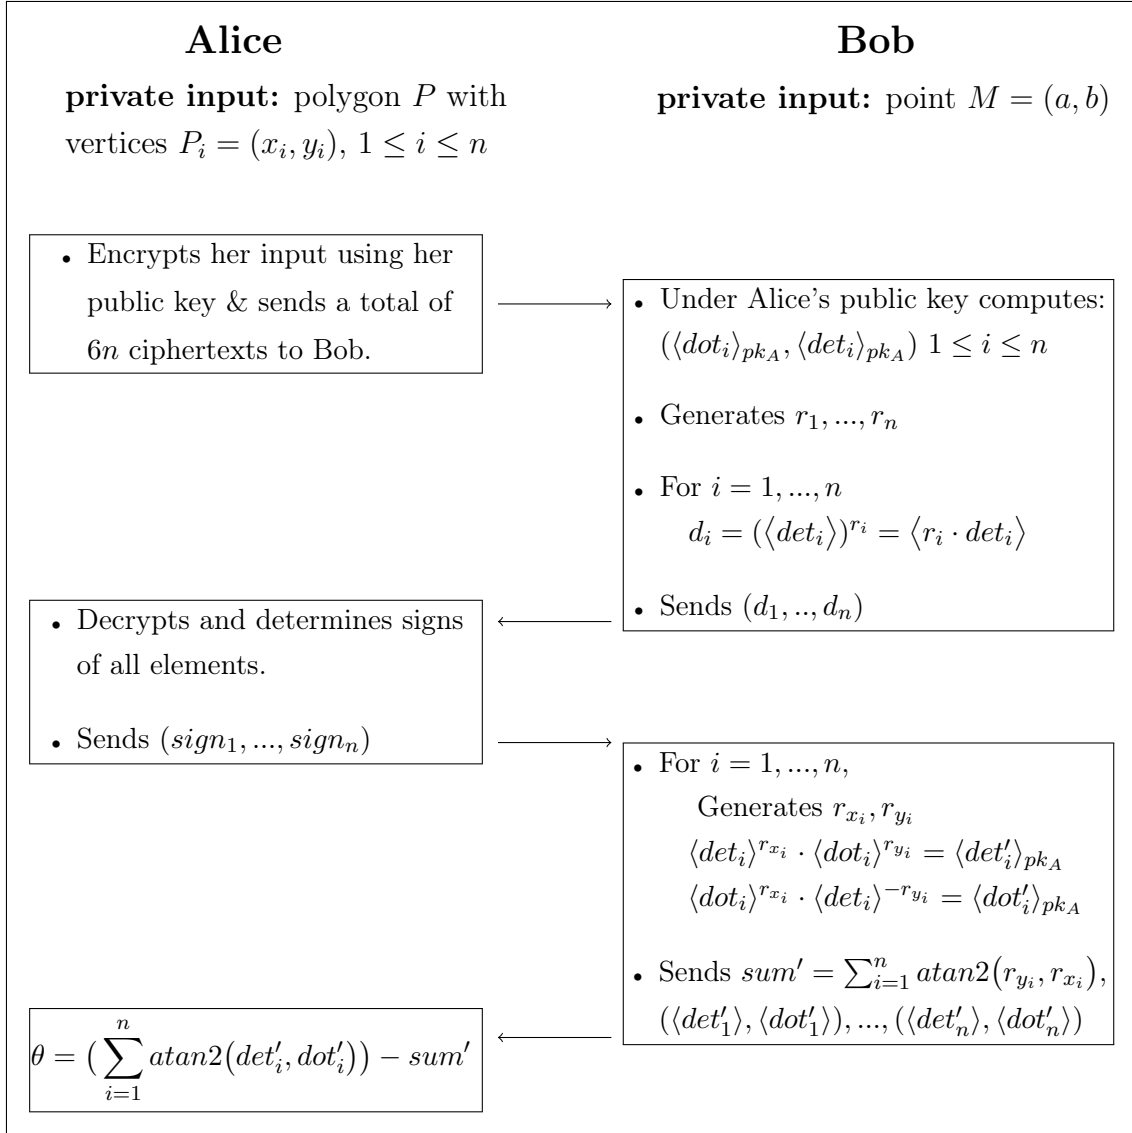 Alice
private input: polygon P with
vertices P_i = (x_i, y_i), 1 ≤ i ≤ n
Bob
private input: point M = (a, b)
• Encrypts her input using her
public key & sends a total of
6n ciphertexts to Bob.
• Under Alice's public key computes:
(⟨dot_i⟩_{pk_A}, ⟨det_i⟩_{pk_A}) 1 ≤ i ≤ n
• Generates r_1, ..., r_n
• For i = 1, ..., n
d_i = (⟨det_i⟩)^{r_i} = ⟨r_i · det_i⟩
• Sends (d_1, .., d_n)
• Decrypts and determines signs
of all elements.
• Sends (sign_1, ..., sign_n)
• For i = 1, ..., n,
Generates r_{x_i}, r_{y_i}
⟨det_i⟩^{r_{x_i}} · ⟨dot_i⟩^{r_{y_i}} = ⟨det′_i⟩_{pk_A}
⟨dot_i⟩^{r_{x_i}} · ⟨det_i⟩^{−r_{y_i}} = ⟨dot′_i⟩_{pk_A}
• Sends sum′ = ∑_{i=1}^{n} atan2(r_{y_i}, r_{x_i}),
(⟨det′_1⟩, ⟨dot′_1⟩), ..., (⟨det′_n⟩, ⟨dot′_n⟩)
θ = (∑_{i=1}^{n} atan2(det′_i, dot′_i)) − sum′